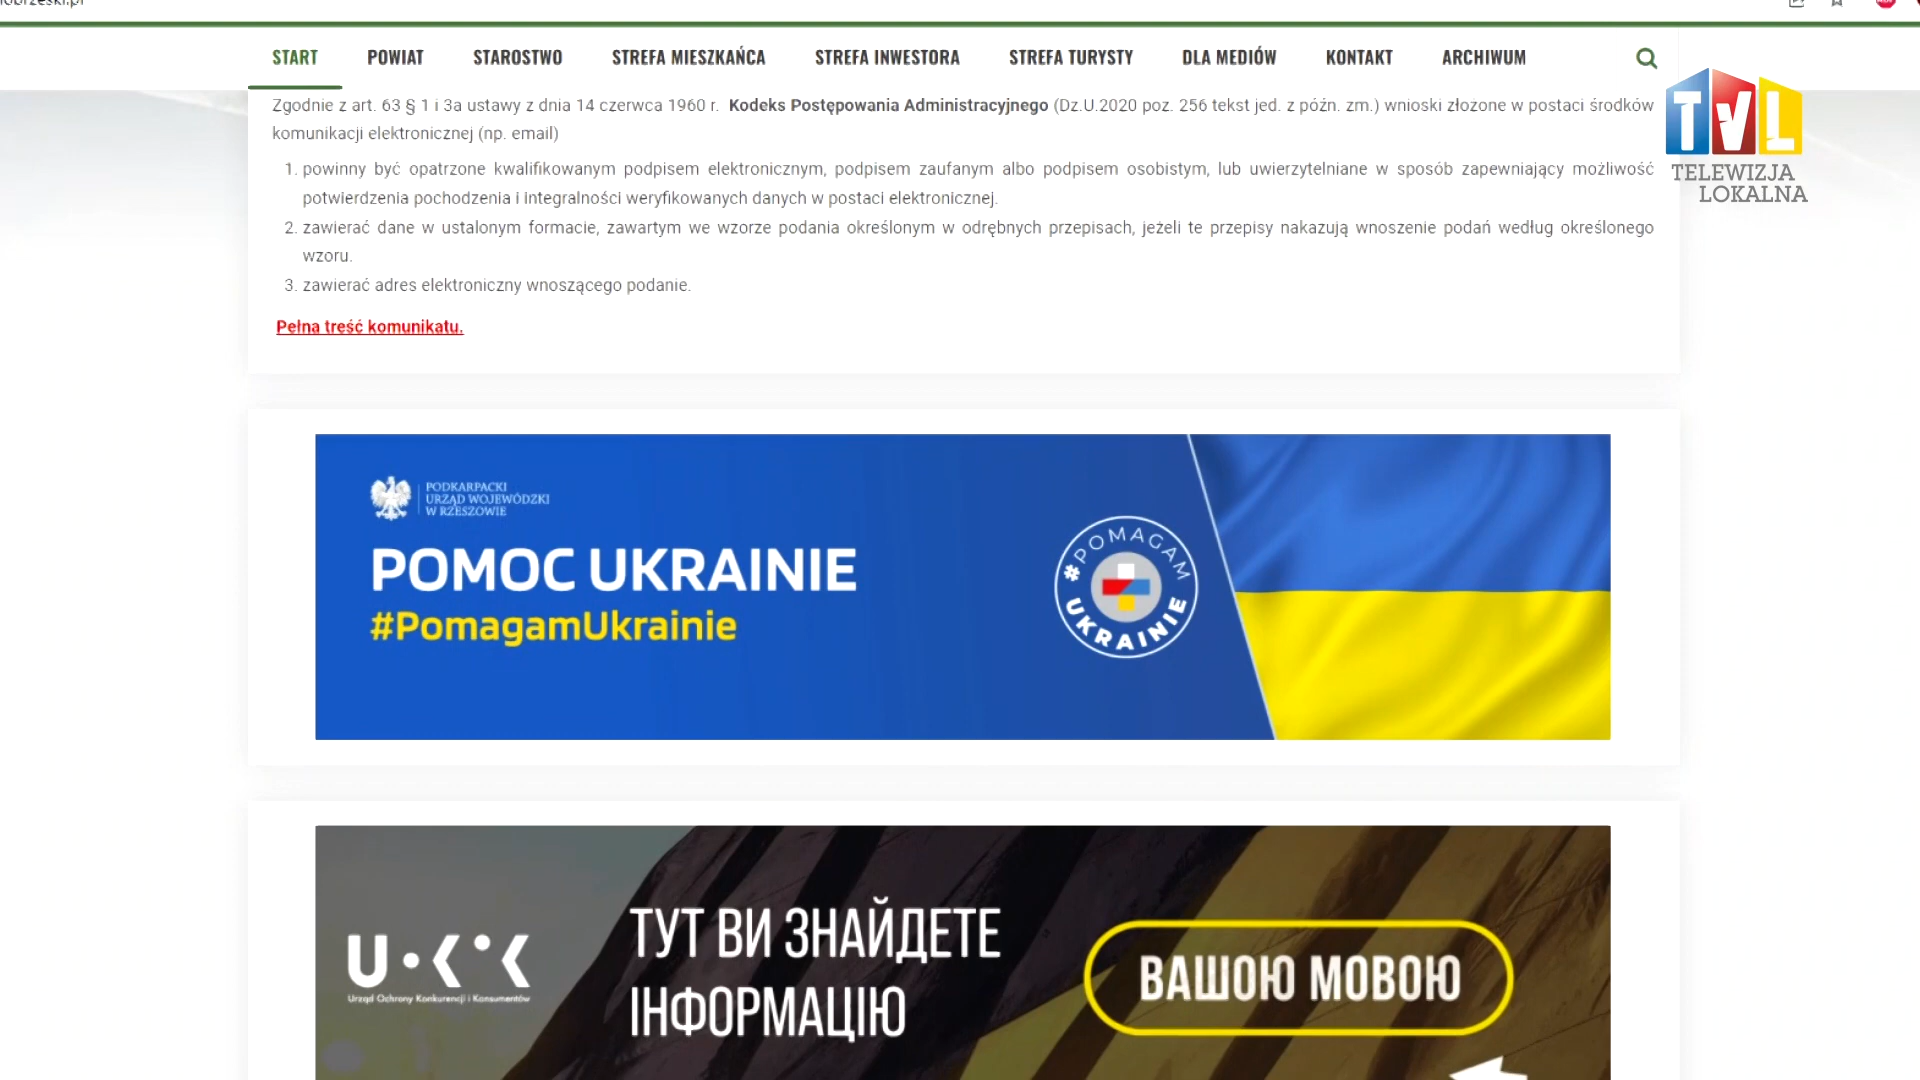 START POWIAT STAROSTWO STREFA MIESZKAŃCA STREFA INWESTORA STREFA TURYSTY DLA MEDIÓW KONTAKT ARCHIWUM
TVL
TELEWIZJA
LOKALNA
Zgodnie z art. 63 § 1 i 3a ustawy z dnia 14 czerwca 1960 r. Kodeks Postępowania Administracyjnego (Dz.U.2020 poz. 256 tekst jed. z późn. zm.) wnioski złożone w postaci środków
komunikacji elektronicznej (np. email)
1. powinny być opatrzone kwalifikowanym podpisem elektronicznym, podpisem zaufanym albo podpisem osobistym, lub uwierzytelniane w sposób zapewniający możliwość
potwierdzenia pochodzenia i integralności weryfikowanych danych w postaci elektronicznej.
2. zawierać dane w ustalonym formacie, zawartym we wzorze podania określonym w odrębnych przepisach, jeżeli te przepisy nakazują wnoszenie podań według określonego
wzoru.
3. zawierać adres elektroniczny wnoszącego podanie.
Pełna treść komunikatu.
PODKARPACKI
URZĄD WOJEWÓDZKI
W RZESZOWIE
POMOC UKRAINIE
#PomagamUkrainie
#POMAGAM
UKRAINIE
UOKiK
Urząd Ochrony Konkurencji i Konsumentów
ТУТ ВИ ЗНАЙДЕТЕ
ІНФОРМАЦІЮ
ВАШОЮ МОВОЮ